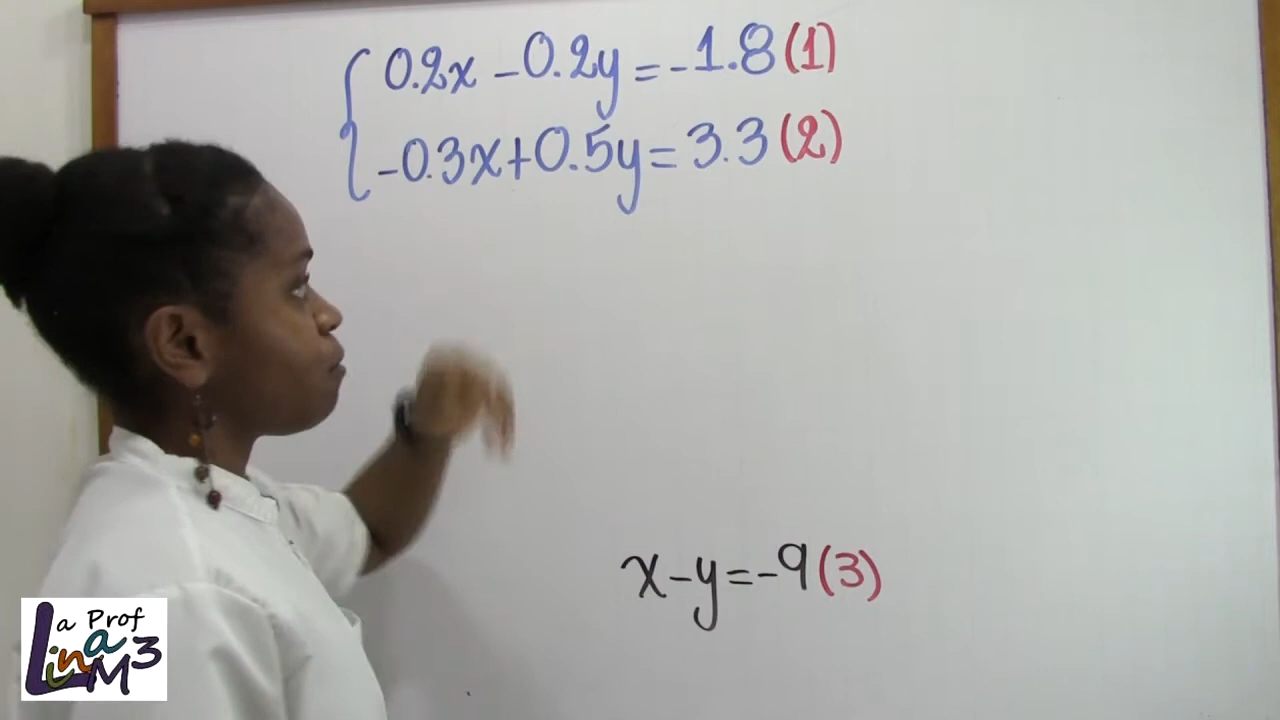 0.2x - 0.2y = -1.8 (1)
-0.3x + 0.5y = 3.3 (2)
x - y = -9 (3)
La Prof
Lina M3